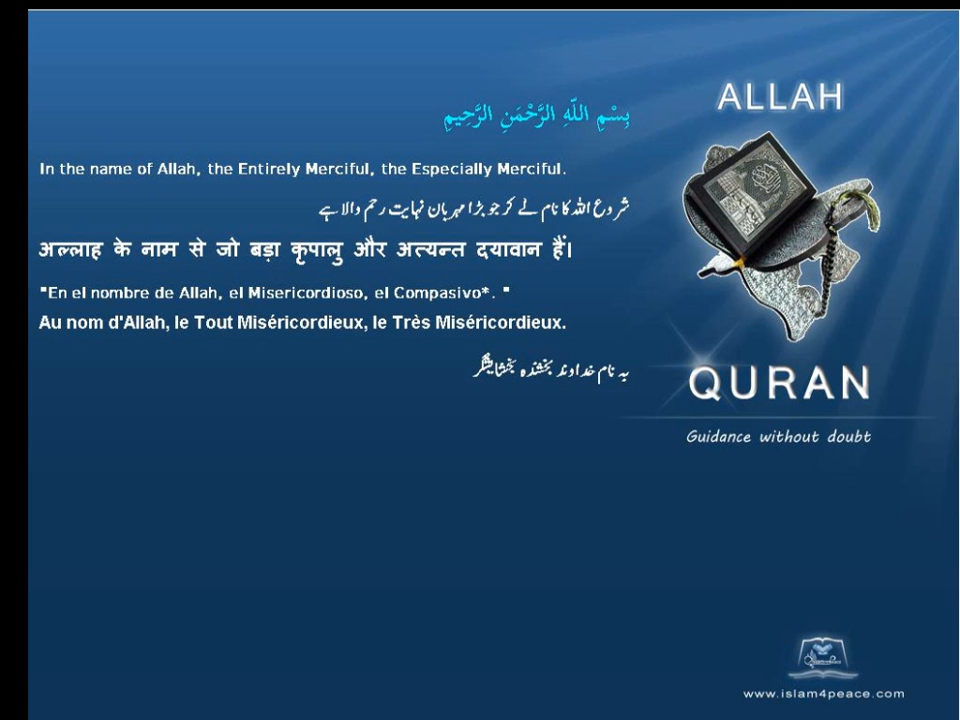 بِسْمِ اللَّهِ الرَّحْمَنِ الرَّحِيمِ
In the name of Allah, the Entirely Merciful, the Especially Merciful.
شروع الله کا نام لے کر جو بڑا مہربان نہایت رحم والا ہے
अल्लाह के नाम से जो बड़ा कृपालु और अत्यन्त दयावान हैं।
"En el nombre de Allah, el Misericordioso, el Compasivo*. "
Au nom d'Allah, le Tout Miséricordieux, le Très Miséricordieux.
به نام خداوند بخشنده بخشایشگر
ALLAH
QURAN
Guidance without doubt
www.islam4peace.com